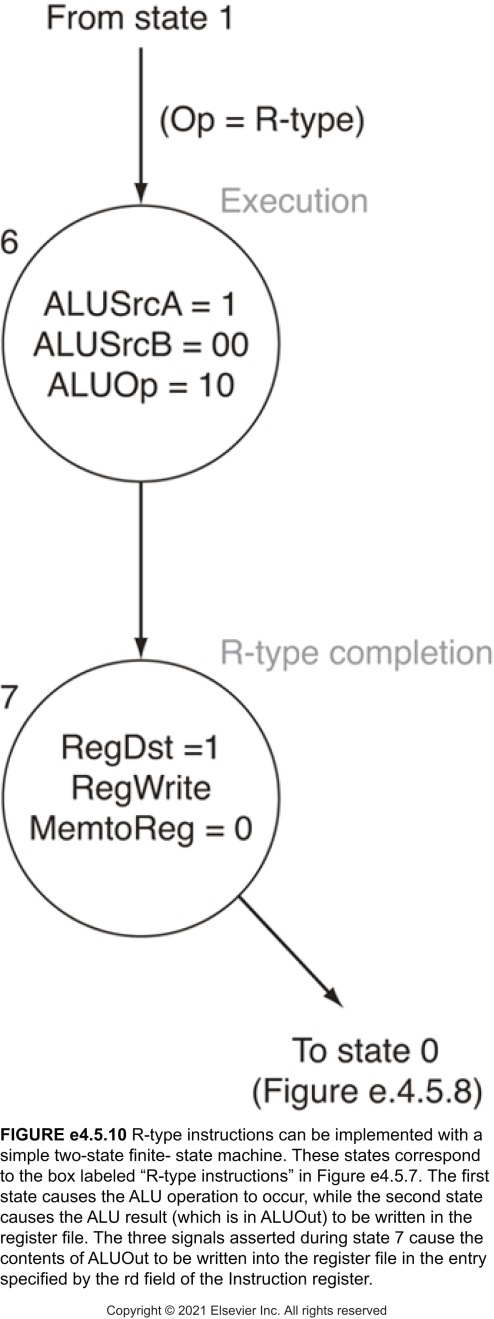 From state 1
(Op = R-type)
Execution
6
ALUSrcA = 1
ALUSrcB = 00
ALUOp = 10
R-type completion
7
RegDst =1
RegWrite
MemtoReg = 0
To state 0
(Figure e.4.5.8)
FIGURE e4.5.10 R-type instructions can be implemented with a
simple two-state finite- state machine. These states correspond
to the box labeled “R-type instructions” in Figure e4.5.7. The first
state causes the ALU operation to occur, while the second state
causes the ALU result (which is in ALUOut) to be written in the
register file. The three signals asserted during state 7 cause the
contents of ALUOut to be written into the register file in the entry
specified by the rd field of the Instruction register.
Copyright © 2021 Elsevier Inc. All rights reserved